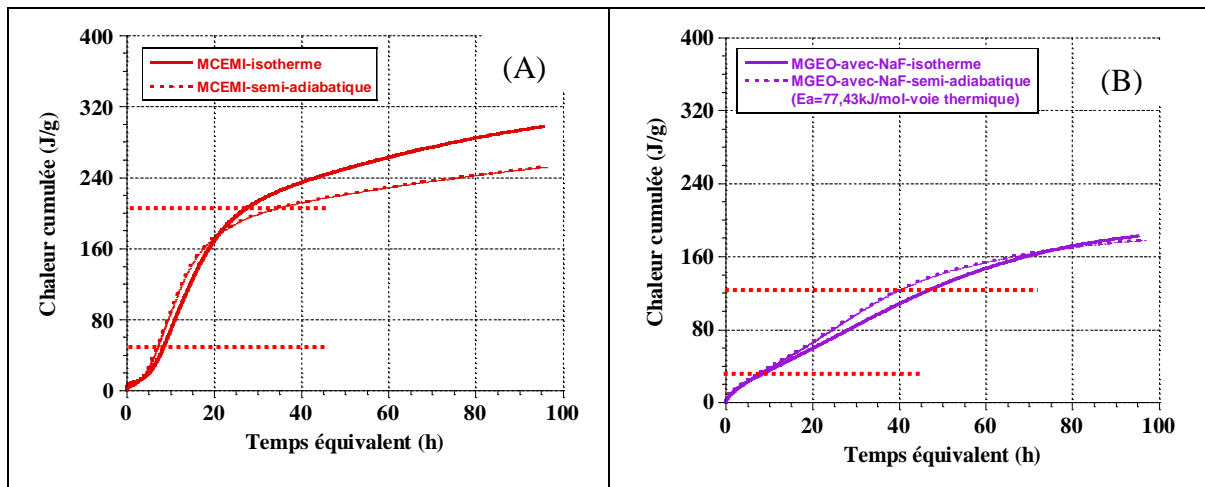 400
320
240
160
80
0
Chaleur cumulée (J/g)
MCEMI-isotherme
MCEMI-semi-adiabatique
(A)
0 20 40 60 80 100
Temps équivalent (h)
400
320
240
160
80
0
Chaleur cumulée (J/g)
MGEO-avec-NaF-isotherme
MGEO-avec-NaF-semi-adiabatique
(Ea=77,43kJ/mol-voie thermique)
(B)
0 20 40 60 80 100
Temps équivalent (h)